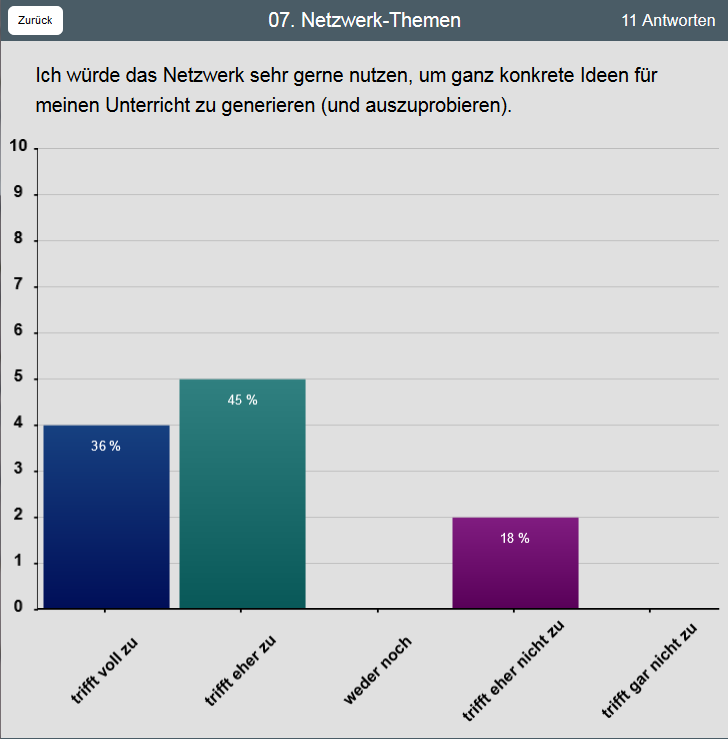 Zurück
07. Netzwerk-Themen
11 Antworten
Ich würde das Netzwerk sehr gerne nutzen, um ganz konkrete Ideen für
meinen Unterricht zu generieren (und auszuprobieren).
10
9
8
7
6
5
4
3
2
1
0
36 %
45 %
18 %
trifft voll zu
trifft eher zu
weder noch
trifft eher nicht zu
trifft gar nicht zu